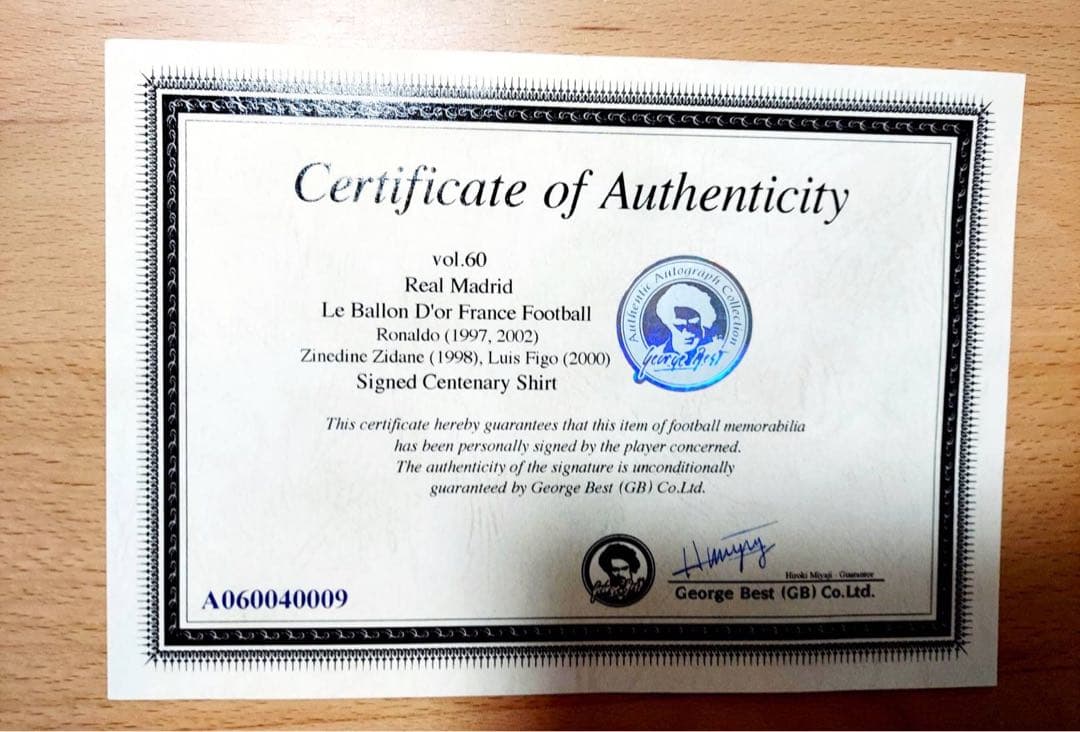 Certificate of Authenticity
vol.60
Real Madrid
Le Ballon D'or France Football
Ronaldo (1997, 2002)
Zinedine Zidane (1998), Luis Figo (2000)
Signed Centenary Shirt
Authentic Autograph Collection
George Best
This certificate hereby guarantees that this item of football memorabilia
has been personally signed by the player concerned.
The authenticity of the signature is unconditionally
guaranteed by George Best (GB) Co.Ltd.
Hiroki Miyaji - Guarantor
George Best (GB) Co.Ltd.
A060040009